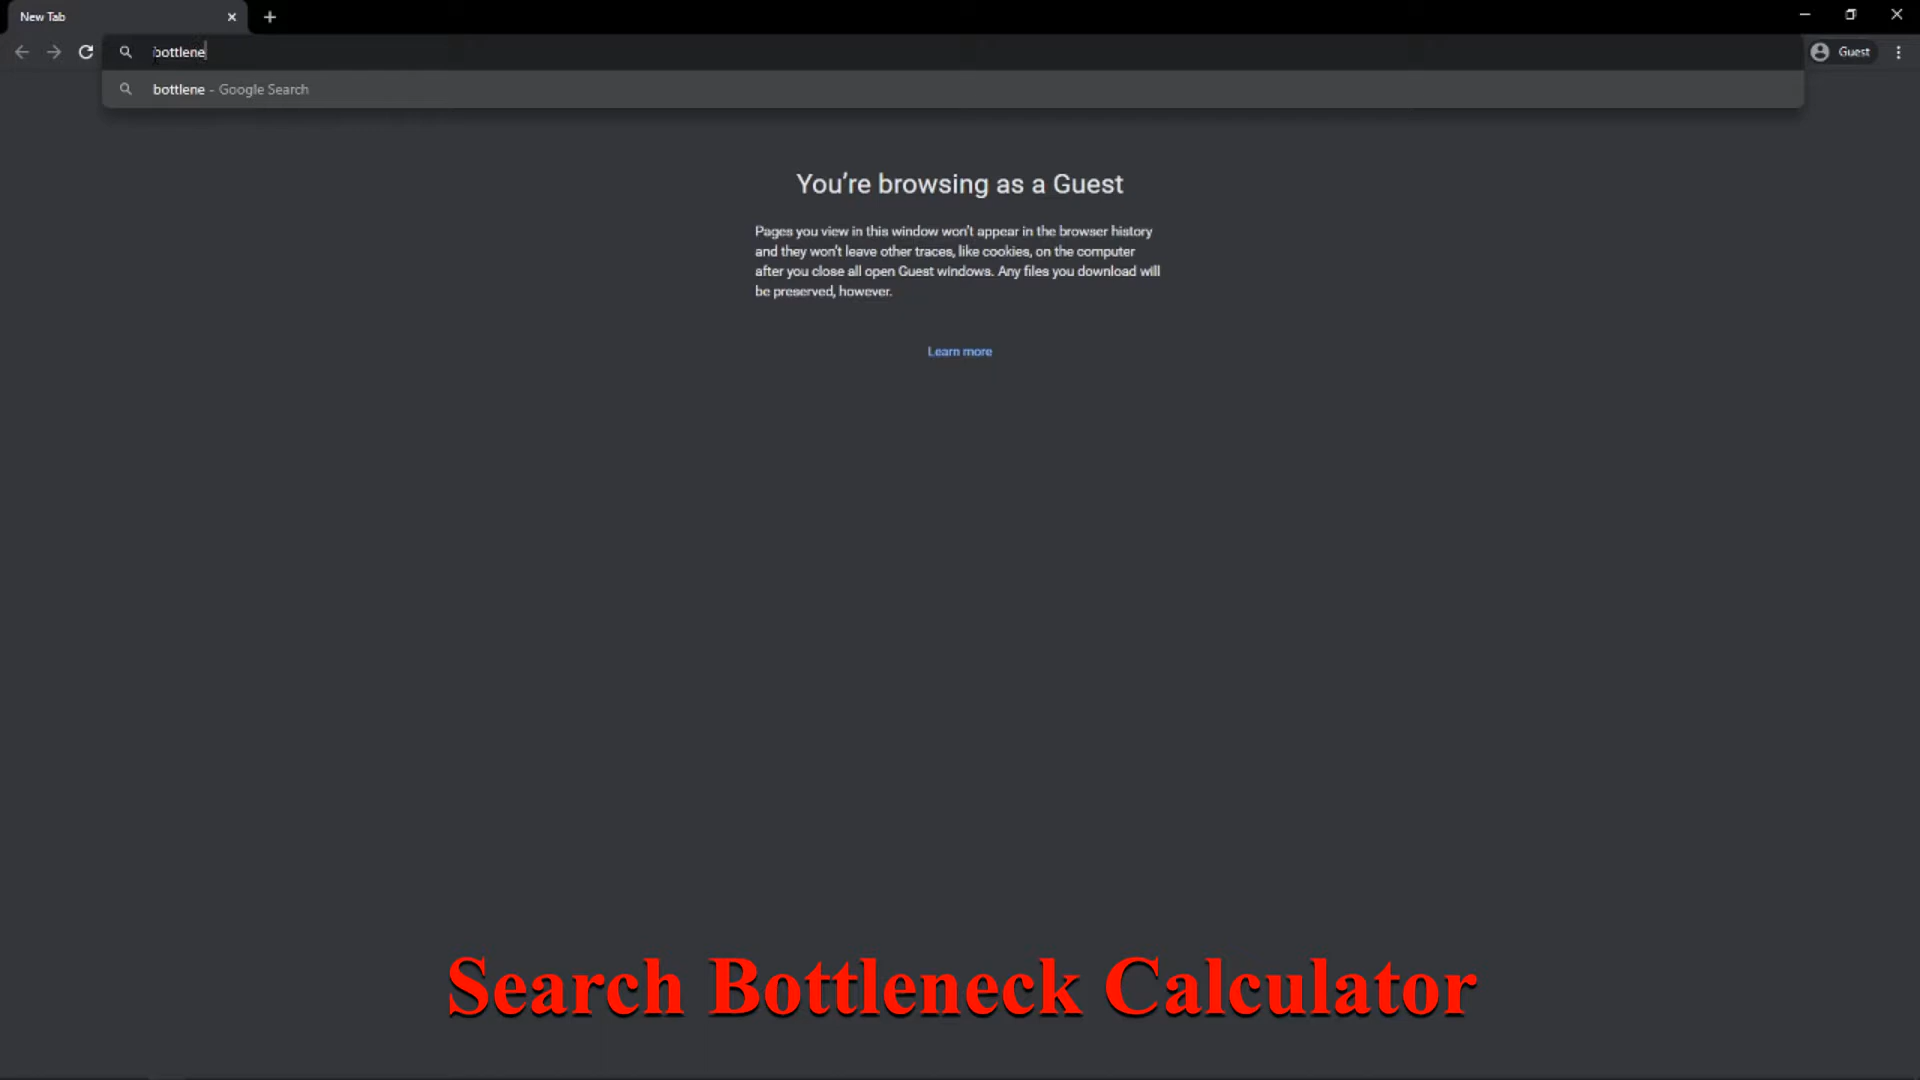 New Tab
bottlene
Guest
bottlene - Google Search
You're browsing as a Guest
Pages you view in this window won't appear in the browser history
and they won't leave other traces, like cookies, on the computer
after you close all open Guest windows. Any files you download will
be preserved, however.
Learn more
Search Bottleneck Calculator